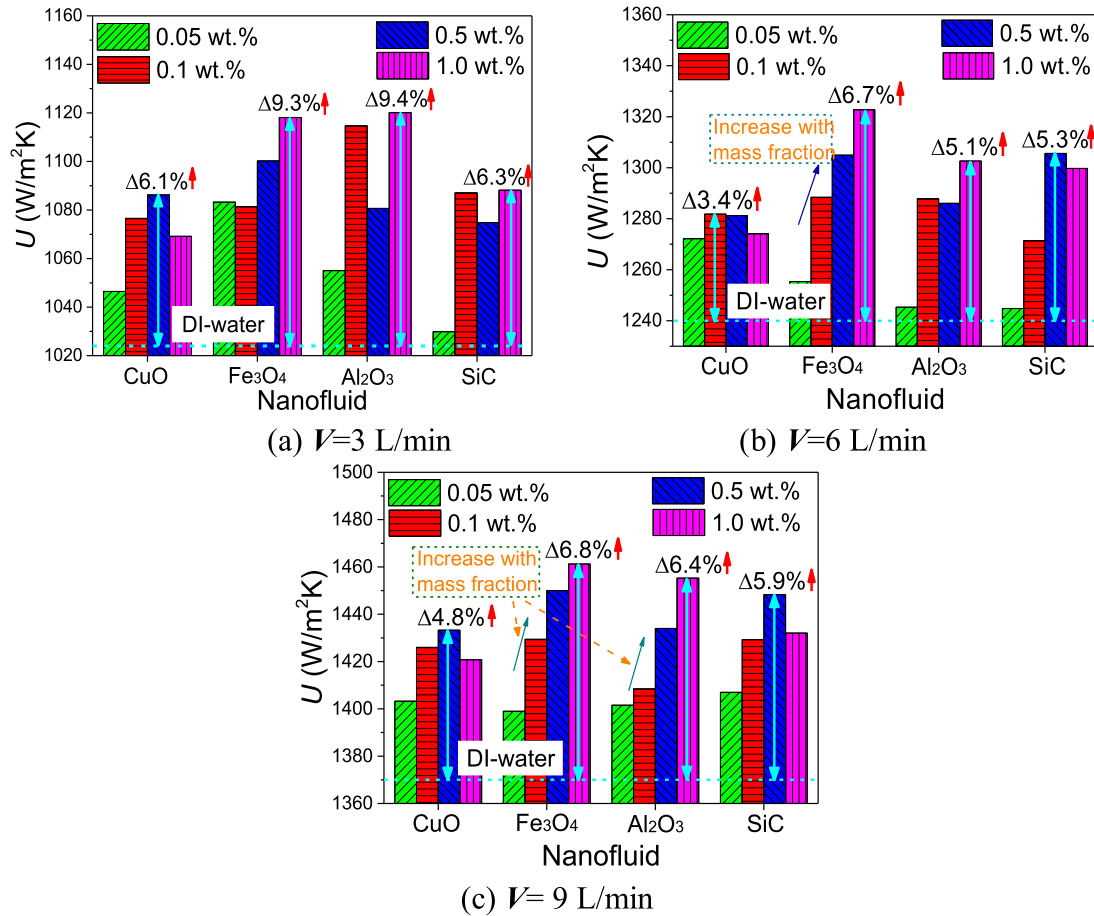 1160
1140
1120
1100
1080
1060
1040
1020
U (W/m²K)
0.05 wt.%
0.1 wt.%
0.5 wt.%
1.0 wt.%
Δ6.1%
Δ9.3%
Δ9.4%
Δ6.3%
DI-water
CuO
Fe₃O₄
Al₂O₃
SiC
Nanofluid
(a) V=3 L/min
1360
1340
1320
1300
1280
1260
1240
1220
U (W/m²K)
0.05 wt.%
0.1 wt.%
0.5 wt.%
1.0 wt.%
Increase with
mass fraction
Δ3.4%
Δ6.7%
Δ5.1%
Δ5.3%
DI-water
CuO
Fe₃O₄
Al₂O₃
SiC
Nanofluid
(b) V=6 L/min
1500
1480
1460
1440
1420
1400
1380
1360
U (W/m²K)
0.05 wt.%
0.1 wt.%
0.5 wt.%
1.0 wt.%
Increase with
mass fraction
Δ4.8%
Δ6.8%
Δ6.4%
Δ5.9%
DI-water
CuO
Fe₃O₄
Al₂O₃
SiC
Nanofluid
(c) V= 9 L/min